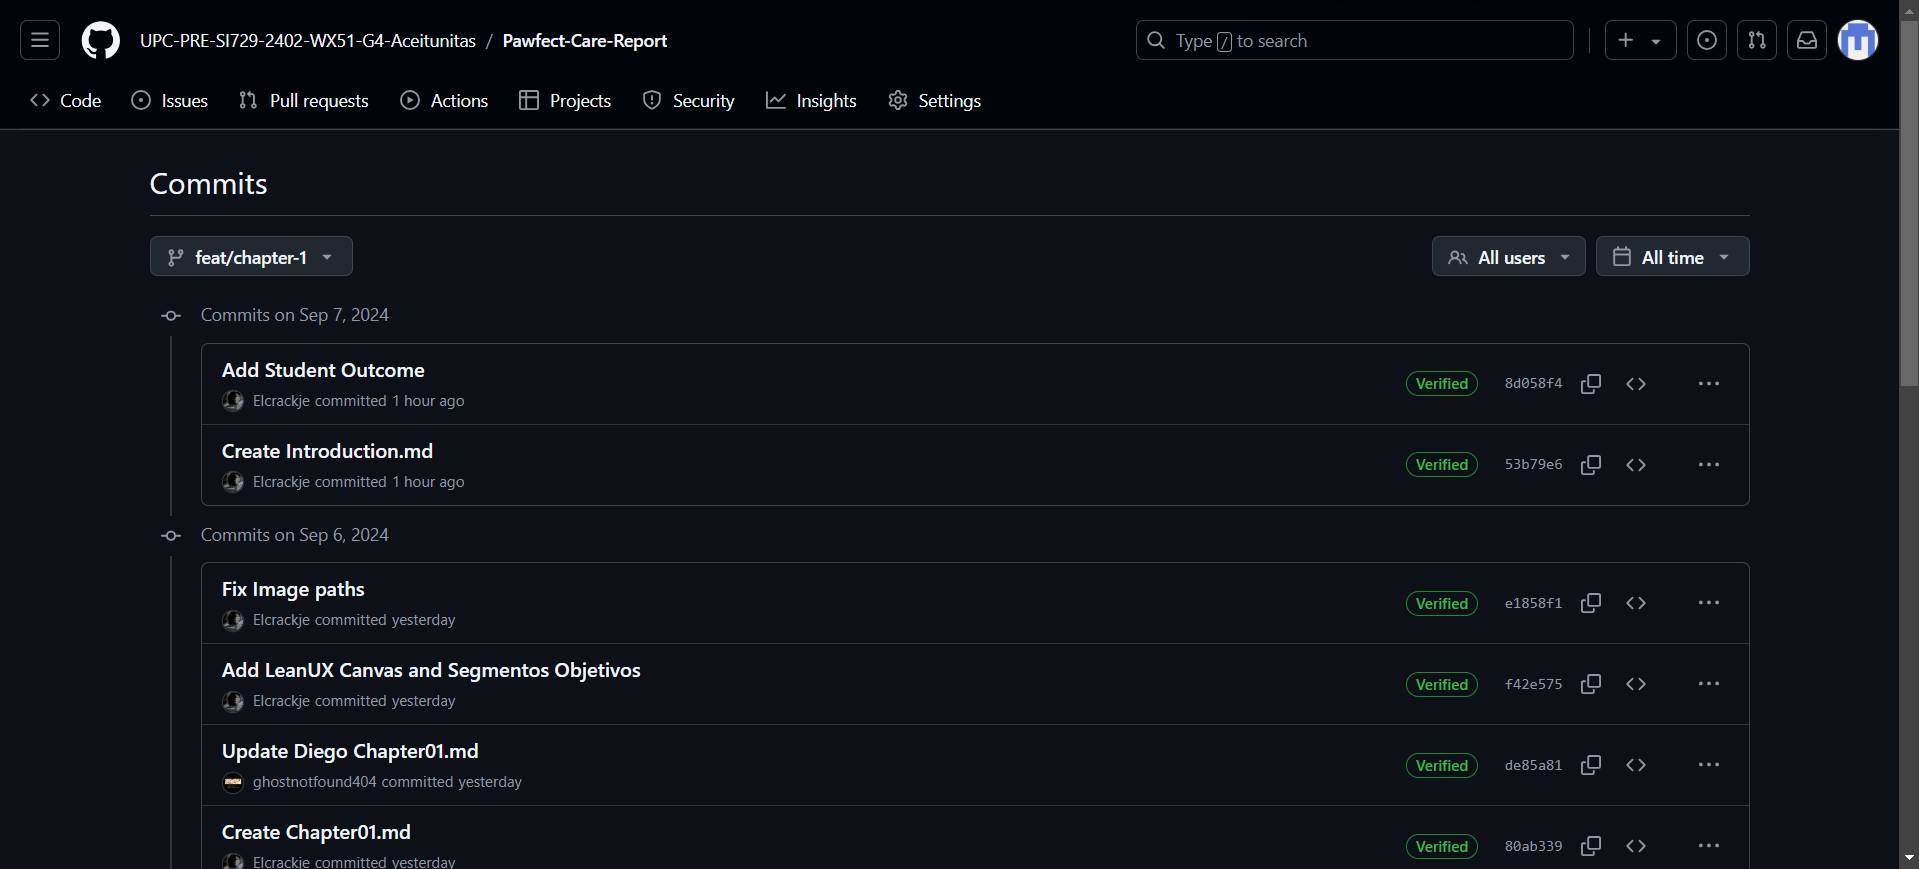 UPC-PRE-SI729-2402-WX51-G4-Aceitunitas / Pawfect-Care-Report
Type / to search
Code Issues Pull requests Actions Projects Security Insights Settings
Commits
feat/chapter-1
All users All time
Commits on Sep 7, 2024
Add Student Outcome
Elcrackje committed 1 hour ago
Verified 8d058f4
Create Introduction.md
Elcrackje committed 1 hour ago
Verified 53b79e6
Commits on Sep 6, 2024
Fix Image paths
Elcrackje committed yesterday
Verified e1858f1
Add LeanUX Canvas and Segmentos Objetivos
Elcrackje committed yesterday
Verified f42e575
Update Diego Chapter01.md
ghostnotfound404 committed yesterday
Verified de85a81
Create Chapter01.md
Elcrackje committed yesterday
Verified 80ab339